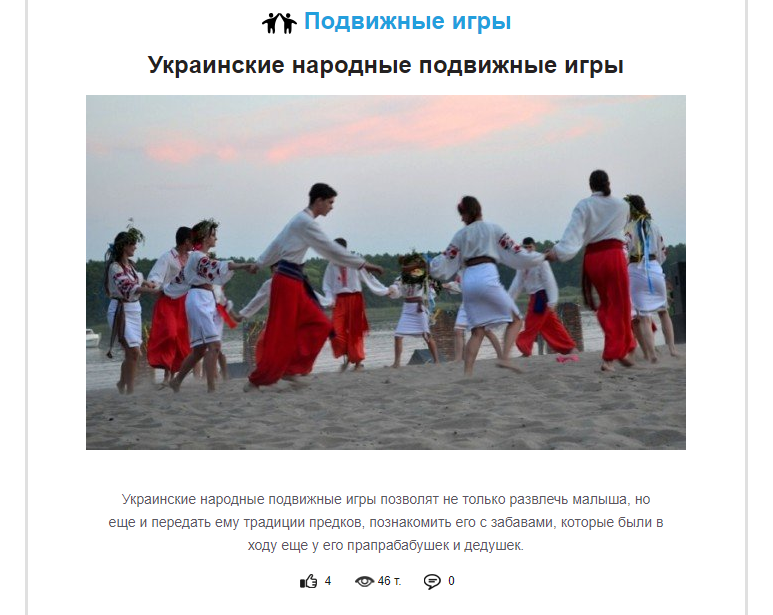 Подвижные игры
Украинские народные подвижные игры
Украинские народные подвижные игры позволят не только развлечь малыша, но
еще и передать ему традиции предков, познакомить его с забавами, которые были в
ходу еще у его прапрабабушек и дедушек.
4 46 т. 0